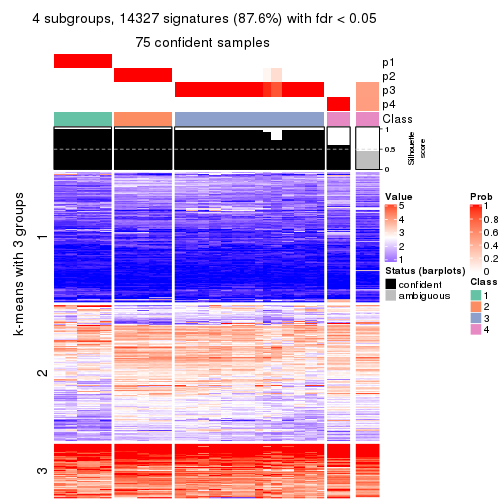 4 subgroups, 14327 signatures (87.6%) with fdr < 0.05
75 confident samples
p1
p2
p3
p4
Class
1
0.5
0
Silhouette
score
k-means with 3 groups
1
2
3
Value
5
4
3
2
1
Status (barplots)
confident
ambiguous
Prob
1
0.8
0.6
0.4
0.2
0
Class
1
2
3
4